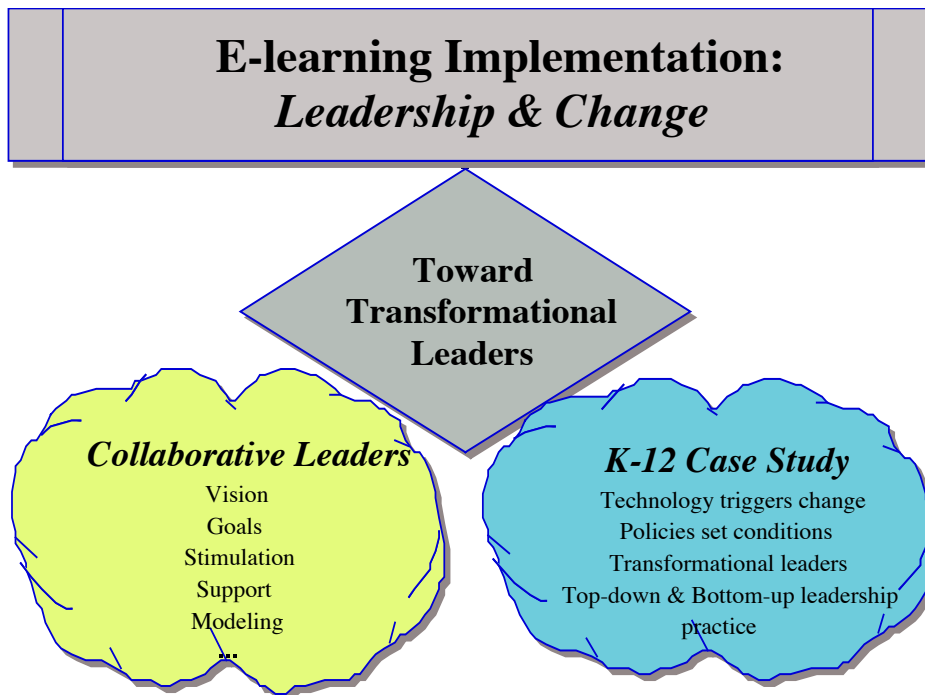 E-learning Implementation:
Leadership & Change
Toward
Transformational
Leaders
Collaborative Leaders
Vision
Goals
Stimulation
Support
Modeling
...
K-12 Case Study
Technology triggers change
Policies set conditions
Transformational leaders
Top-down & Bottom-up leadership
practice